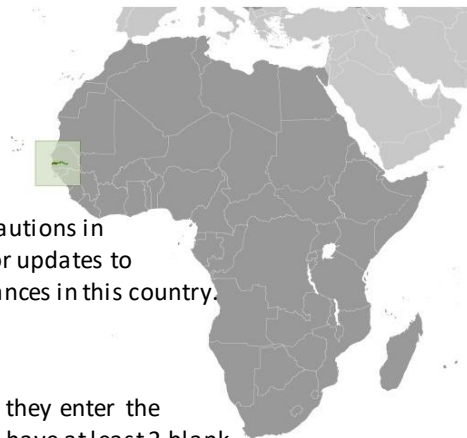 autions in
or updates to
ances in this country.
they enter the
have at least 2 blank